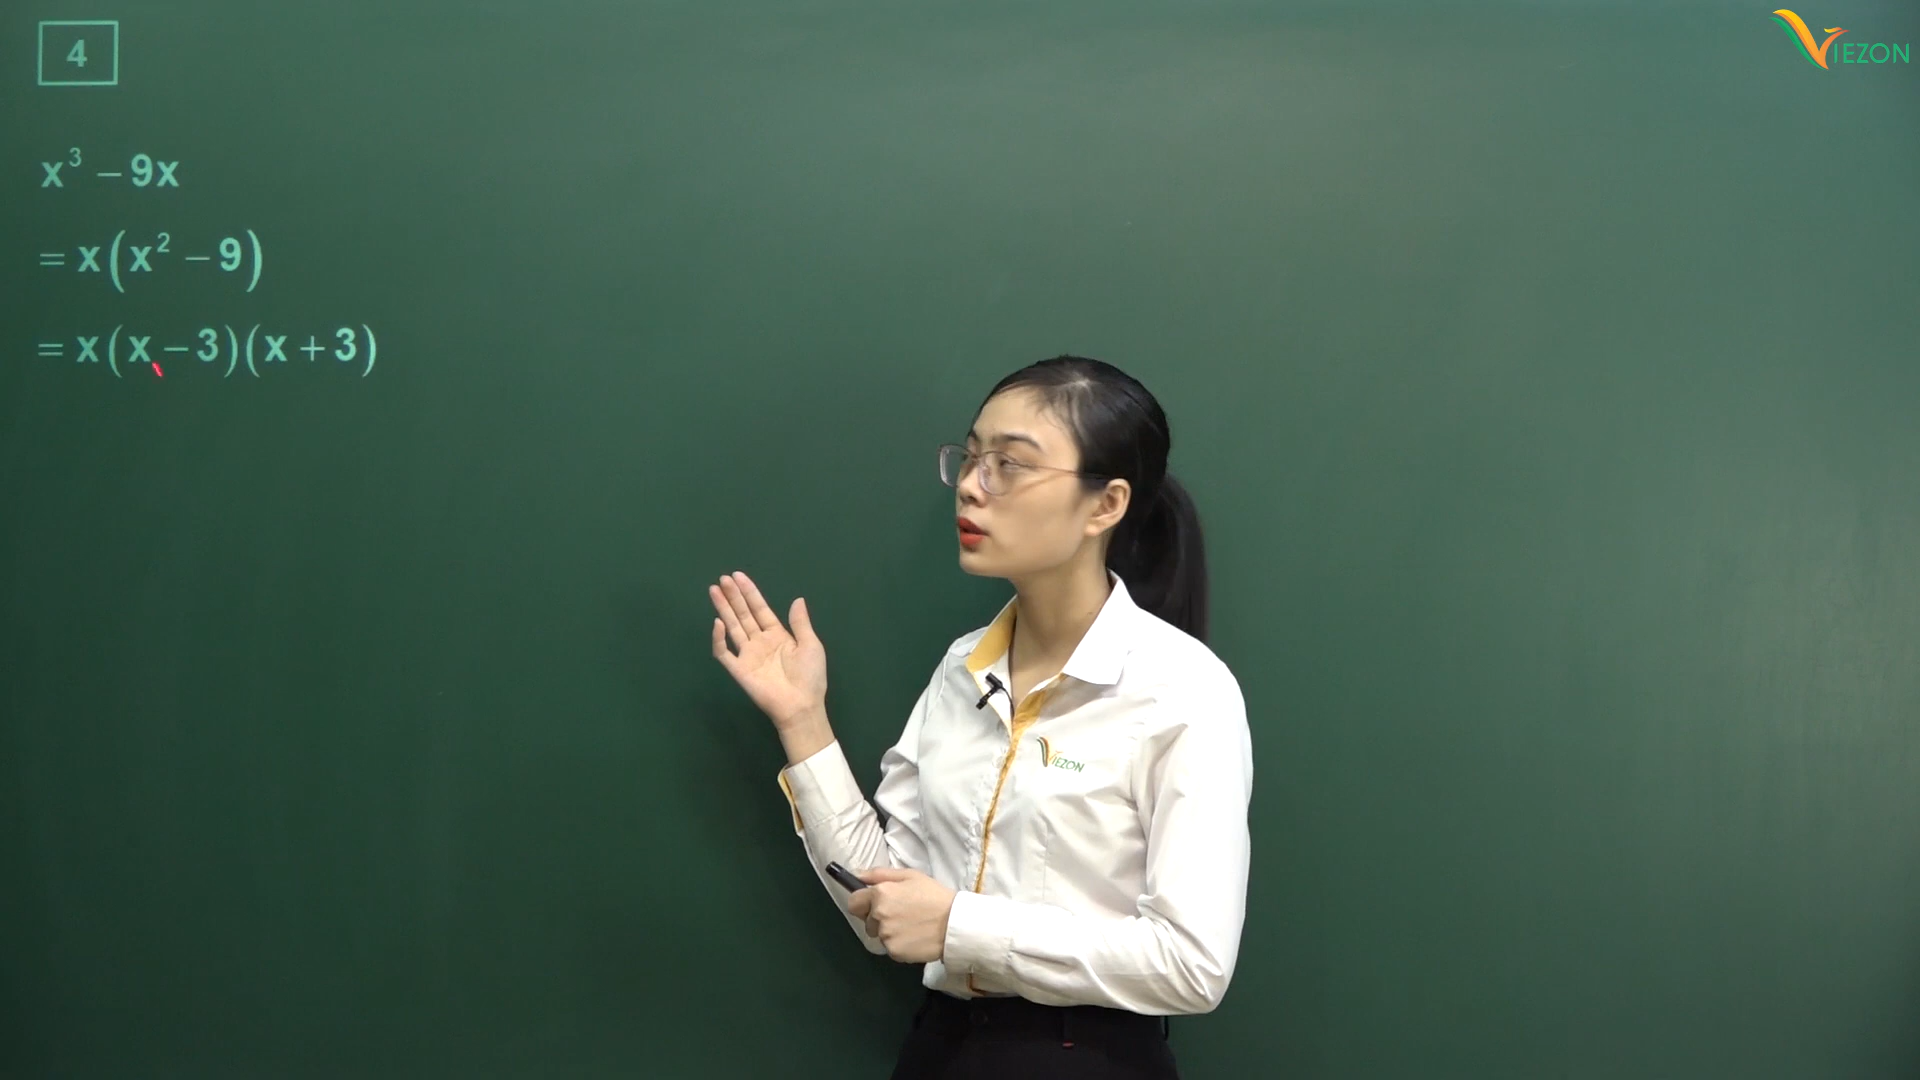 4
VIEZON
x³ – 9x
= x(x² – 9)
= x(x – 3)(x + 3)
VIEZON